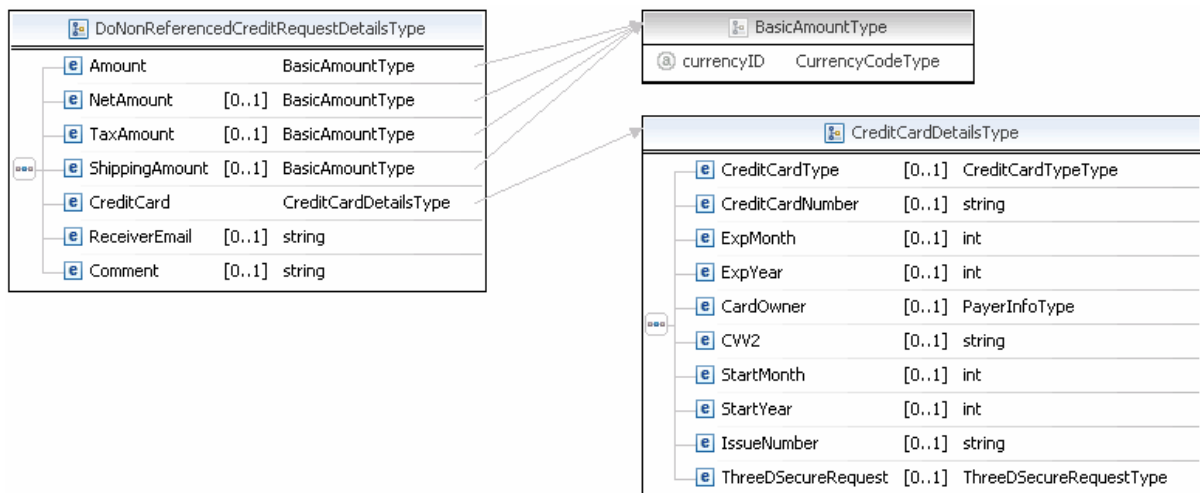 DoNonReferencedCreditRequestDetailsType
e Amount BasicAmountType
e NetAmount [0..1] BasicAmountType
e TaxAmount [0..1] BasicAmountType
e ShippingAmount [0..1] BasicAmountType
e CreditCard CreditCardDetailsType
e ReceiverEmail [0..1] string
e Comment [0..1] string
BasicAmountType
a currencyID CurrencyCodeType
CreditCardDetailsType
e CreditCardType [0..1] CreditCardTypeType
e CreditCardNumber [0..1] string
e ExpMonth [0..1] int
e ExpYear [0..1] int
e CardOwner [0..1] PayerInfoType
e CVV2 [0..1] string
e StartMonth [0..1] int
e StartYear [0..1] int
e IssueNumber [0..1] string
e ThreeDSecureRequest [0..1] ThreeDSecureRequestType